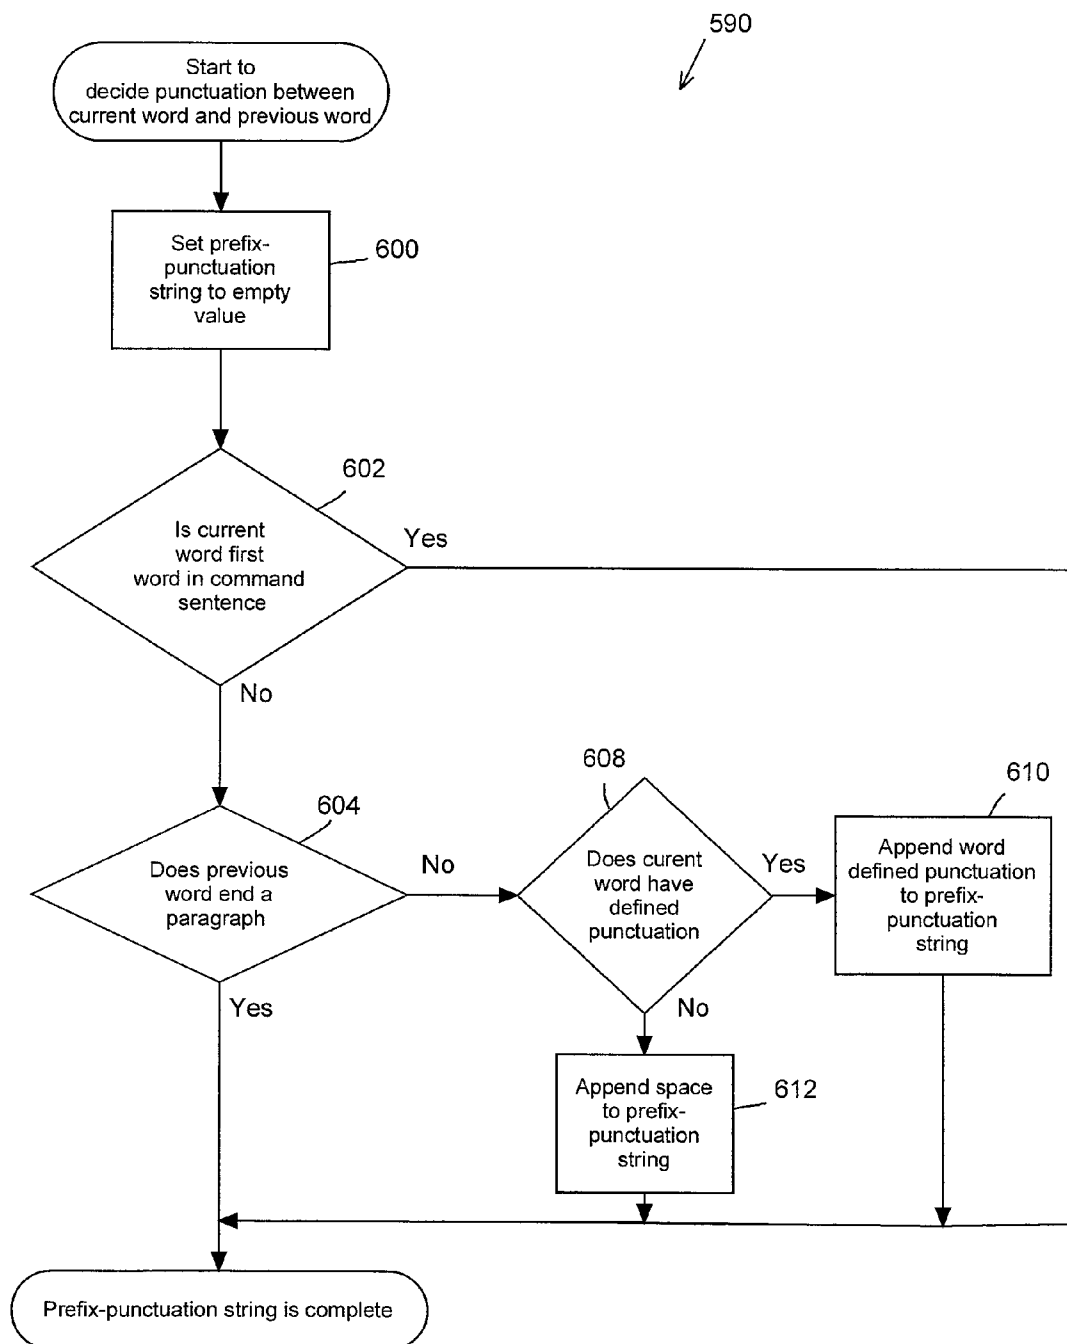 590
Start to
decide punctuation between
current word and previous word
Set prefix-
punctuation
string to empty
value
600
602
Is current
word first
word in command
sentence
Yes
No
604
Does previous
word end a
paragraph
No
Yes
608
Does curent
word have
defined
punctuation
Yes
No
610
Append word
defined punctuation
to prefix-
punctuation
string
Append space
to prefix-
punctuation
string
612
Prefix-punctuation string is complete